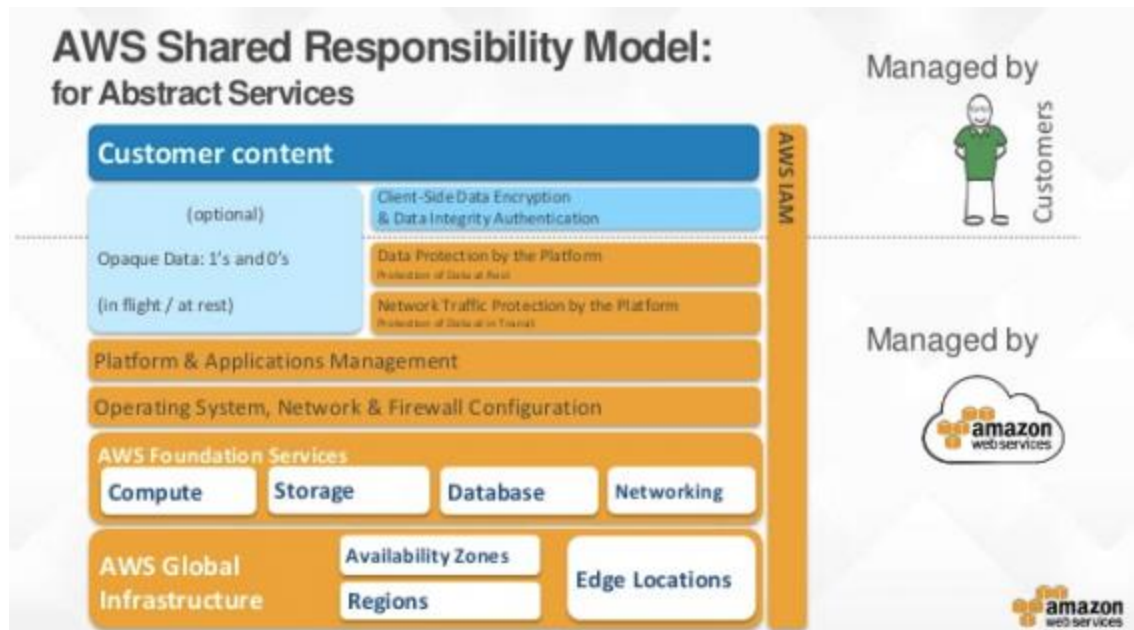 AWS Shared Responsibility Model:
for Abstract Services
Managed by
Customers
Customer content
AWS IAM
(optional)
Client-Side Data Encryption
& Data Integrity Authentication
Opaque Data: 1's and 0's
(in flight / at rest)
Data Protection by the Platform
Protection of Data at Rest
Network Traffic Protection by the Platform
Protection of Data at in Transit
Platform & Applications Management
Managed by
Operating System, Network & Firewall Configuration
amazon
web services
AWS Foundation Services
Compute
Storage
Database
Networking
AWS Global
Infrastructure
Availability Zones
Regions
Edge Locations
amazon
web services